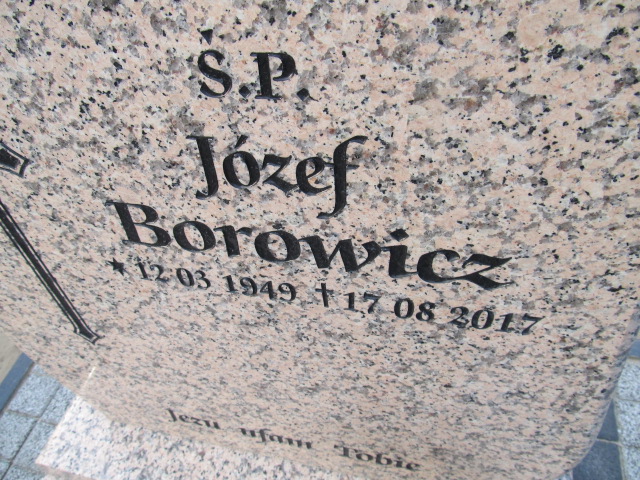 Ś.P.
Józef
Borowicz
★12 03 1949 ✝17 08 2017
Jezu ufam Tobie